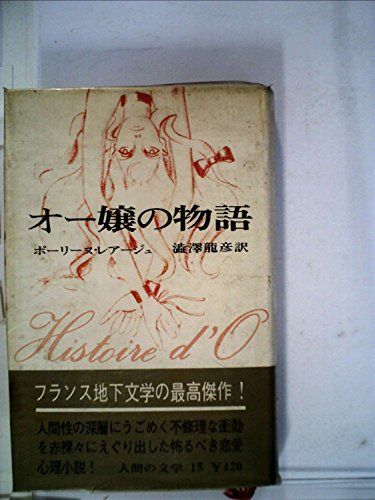 オー嬢の物語
ポーリーヌ・レアージュ 澁澤龍彦訳
Histoire d'O
フランス地下文学の最高傑作!
人間性の深層にうごめく不条理な衝動
を赤裸々にえぐり出した怖るべき恋愛
心理小説! 人間の文学 15 ¥420